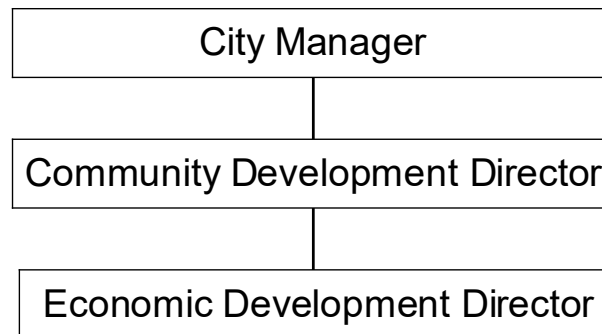 City Manager
Community Development Director
Economic Development Director